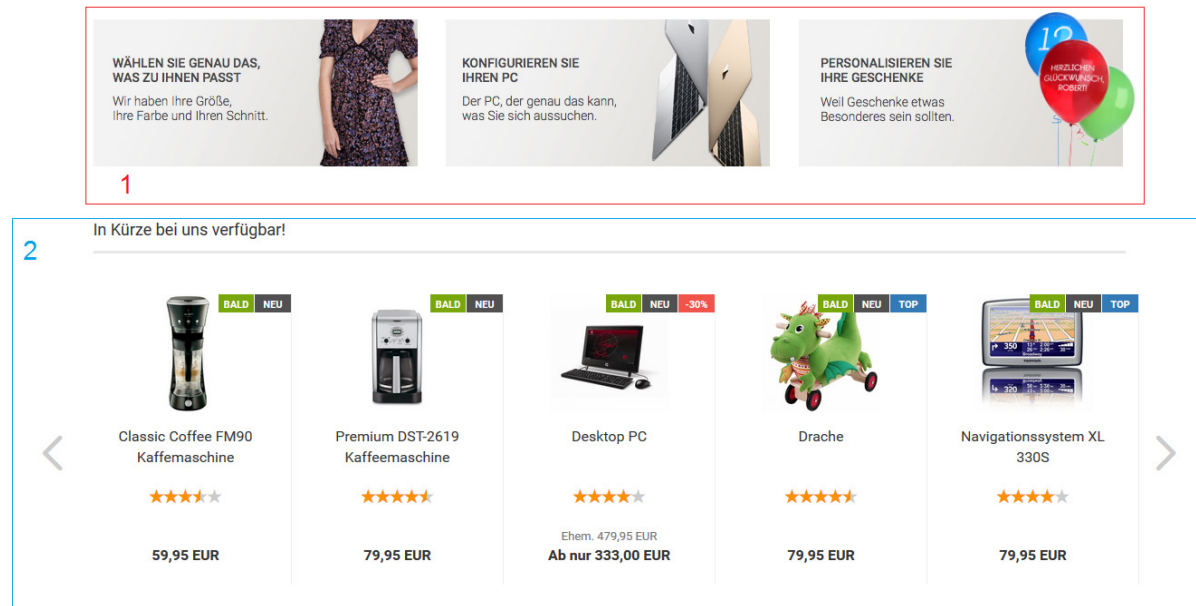 WÄHLEN SIE GENAU DAS,
WAS ZU IHNEN PASST
Wir haben Ihre Größe,
Ihre Farbe und Ihren Schnitt.
KONFIGURIEREN SIE
IHREN PC
Der PC, der genau das kann,
was Sie sich aussuchen.
PERSONALISIEREN SIE
IHRE GESCHENKE
Weil Geschenke etwas
Besonderes sein sollten.
12
HERZLICHEN
GLÜCKWUNSCH,
ROBERT!
1
2
In Kürze bei uns verfügbar!
BALD NEU
BALD NEU
BALD NEU -30%
BALD NEU TOP
BALD NEU TOP
350
Broadway
Classic Coffee FM90
Kaffemaschine
Premium DST-2619
Kaffeemaschine
Desktop PC
Drache
Navigationssystem XL
330S
59,95 EUR
79,95 EUR
Ehem. 479,95 EUR
Ab nur 333,00 EUR
79,95 EUR
79,95 EUR